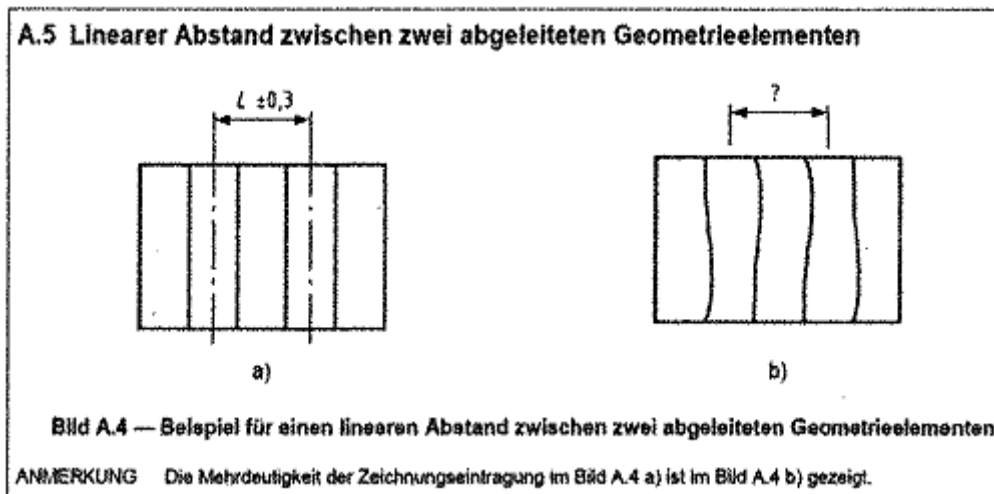 A.5 Linearer Abstand zwischen zwei abgeleiteten Geometrieelementen
L ±0,3
?
a)
b)
Bild A.4 — Beispiel für einen linearen Abstand zwischen zwei abgeleiteten Geometrieelementen
ANMERKUNG Die Mehrdeutigkeit der Zeichnungseintragung im Bild A.4 a) ist im Bild A.4 b) gezeigt.